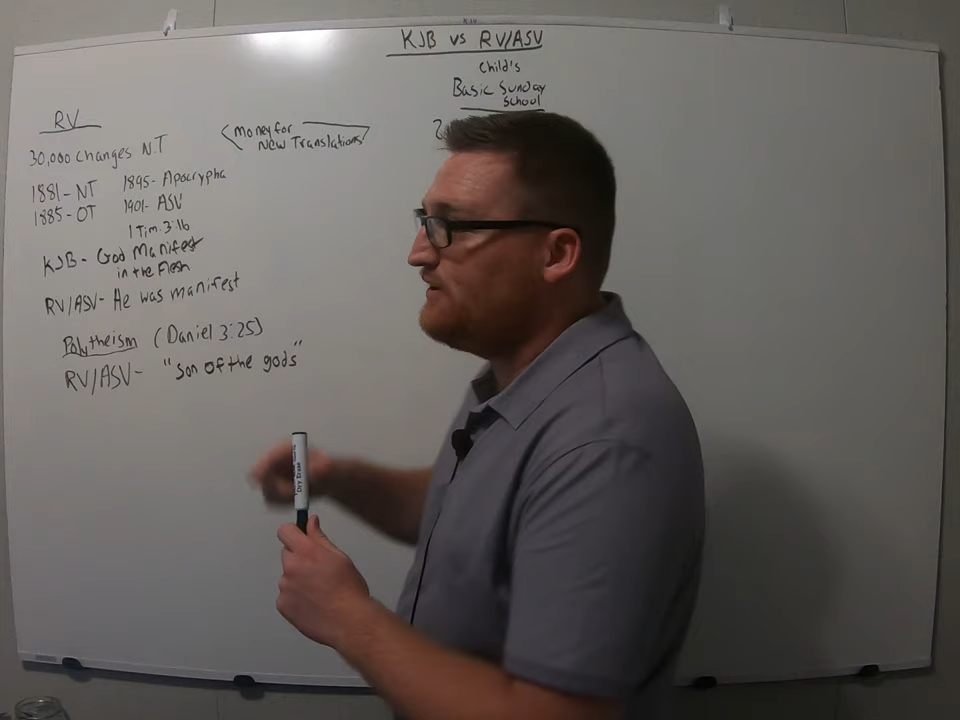 KJB vs RV/ASV
Child's
Basic Sunday
School
RV
30,000 changes N.T
<Money for
New Translations>
1881-NT 1895-Apocrypha
1885-OT 1901-ASV
1 Tim. 3:16
KJB- God Manifest
in the Flesh
RV/ASV- He was manifest
Polytheism (Daniel 3:25)
RV/ASV- "Son of the gods"
Dry Erase